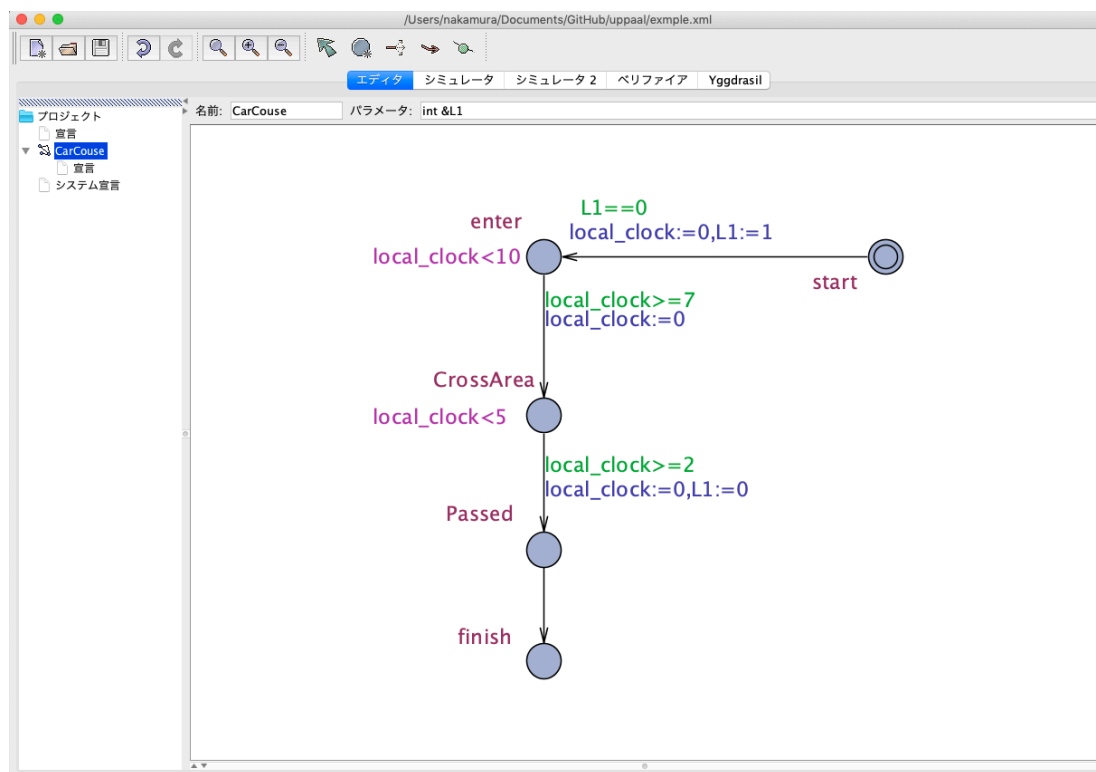 /Users/nakamura/Documents/GitHub/uppaal/exmple.xml
エディタ シミュレータ シミュレータ 2 ベリファイア Yggdrasil
プロジェクト
宣言
CarCouse
宣言
システム宣言
名前: CarCouse パラメータ: int &L1
L1==0
enter
local_clock:=0,L1:=1
local_clock<10
start
local_clock>=7
local_clock:=0
CrossArea
local_clock<5
local_clock>=2
local_clock:=0,L1:=0
Passed
finish